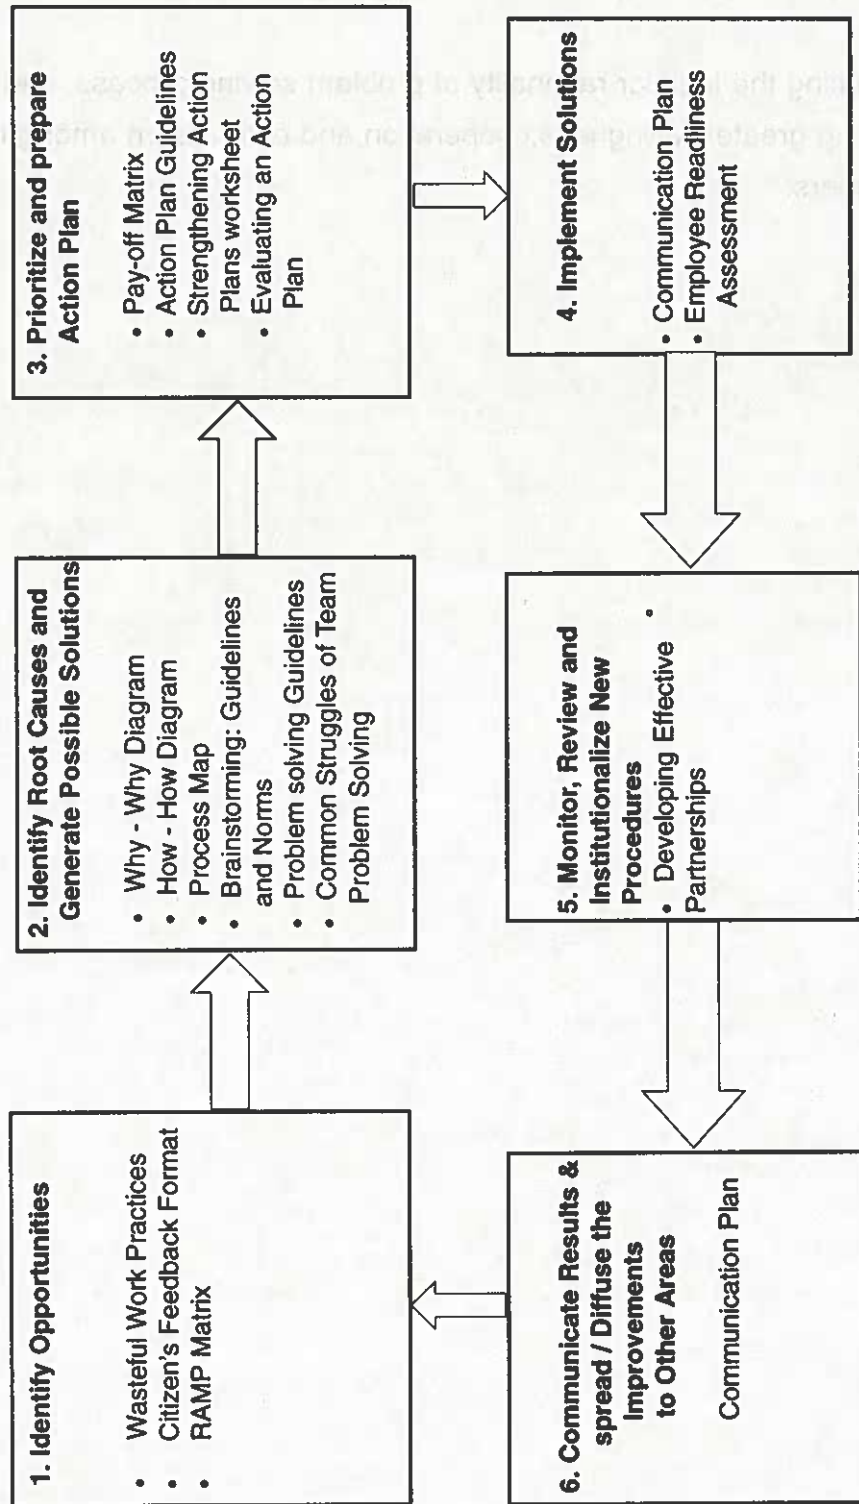 1. Identify Opportunities
• Wasteful Work Practices
• Citizen's Feedback Format
• RAMP Matrix
2. Identify Root Causes and
Generate Possible Solutions
• Why - Why Diagram
• How - How Diagram
• Process Map
• Brainstorming: Guidelines
and Norms
• Problem solving Guidelines
• Common Struggles of Team
Problem Solving
3. Prioritize and prepare
Action Plan
• Pay-off Matrix
• Action Plan Guidelines
• Strengthening Action
Plans worksheet
• Evaluating an Action
Plan
4. Implement Solutions
• Communication Plan
• Employee Readliness
Assessment
5. Monitor, Review and
Institutionalize New
Procedures
• Developing Effective
Partnerships
6. Communicate Results &
spread / Diffuse the
Improvements
to Other Areas
Communication Plan